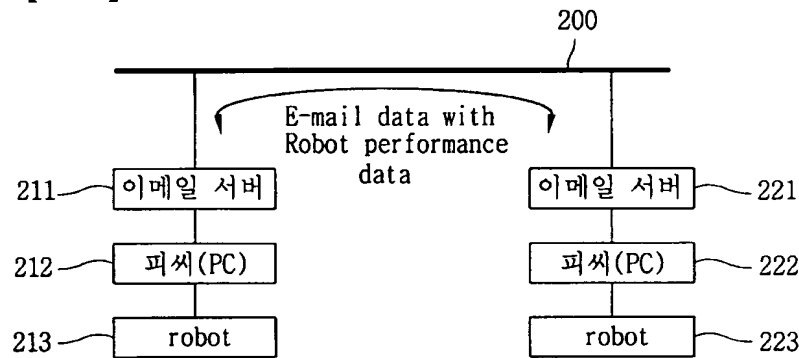 200
E-mail data with
Robot performance
data
211 이메일 서버 이메일 서버 221
212 피씨(PC) 피씨(PC) 222
213 robot robot 223